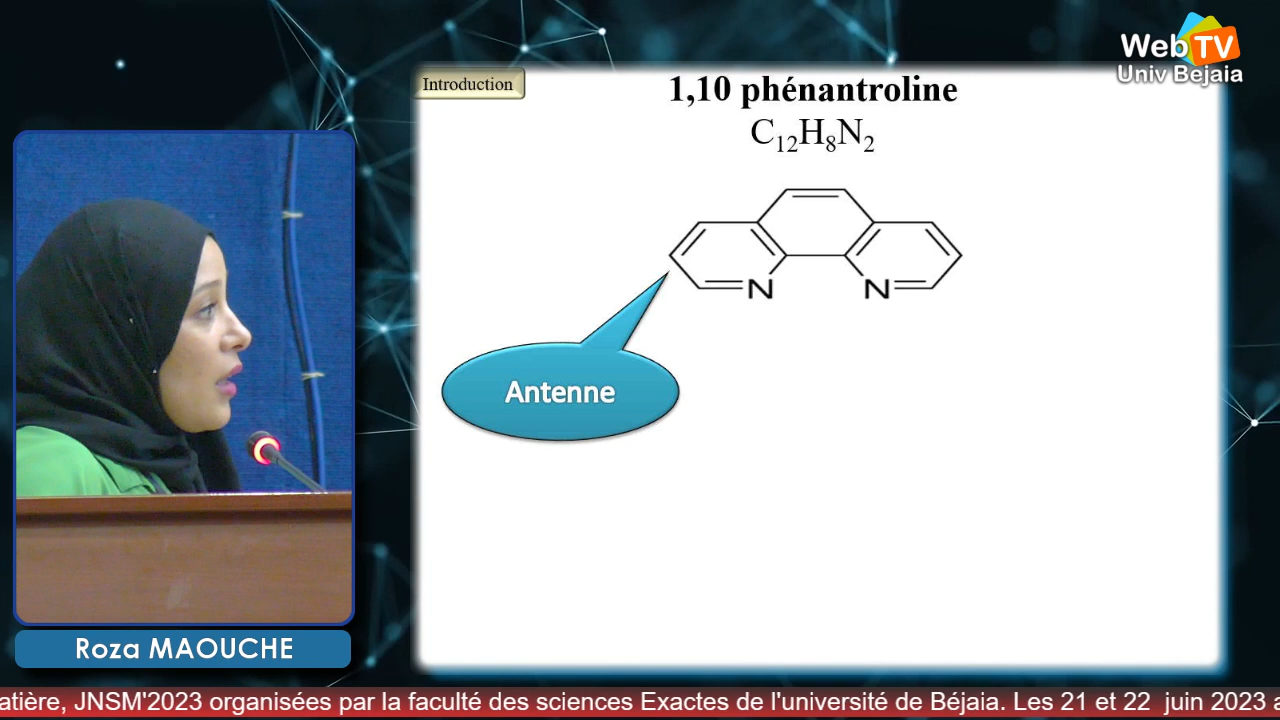 Web TV
Univ Bejaia
Introduction
1,10 phénantroline
C₁₂H₈N₂
N
N
Antenne
Roza MAOUCHE
JNSM'2023 organisées par la faculté des sciences Exactes de l'université de Béjaia. Les 21 et 22 juin 2023